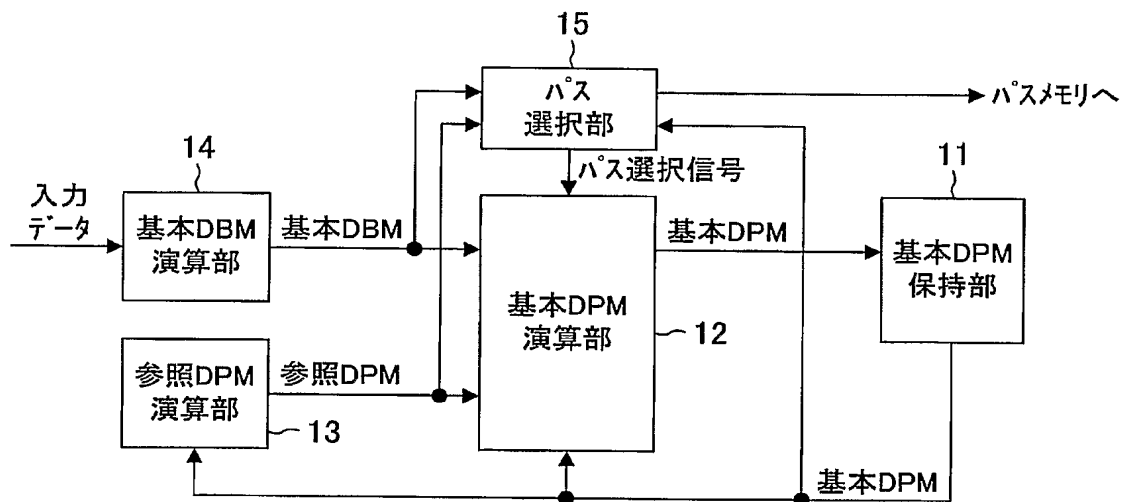 15
パス
選択部
パスメモリへ
パス選択信号
14
入力
データ
基本DBM
演算部
基本DBM
基本DPM
演算部
12
基本DPM
11
基本DPM
保持部
参照DPM
演算部
13
参照DPM
基本DPM